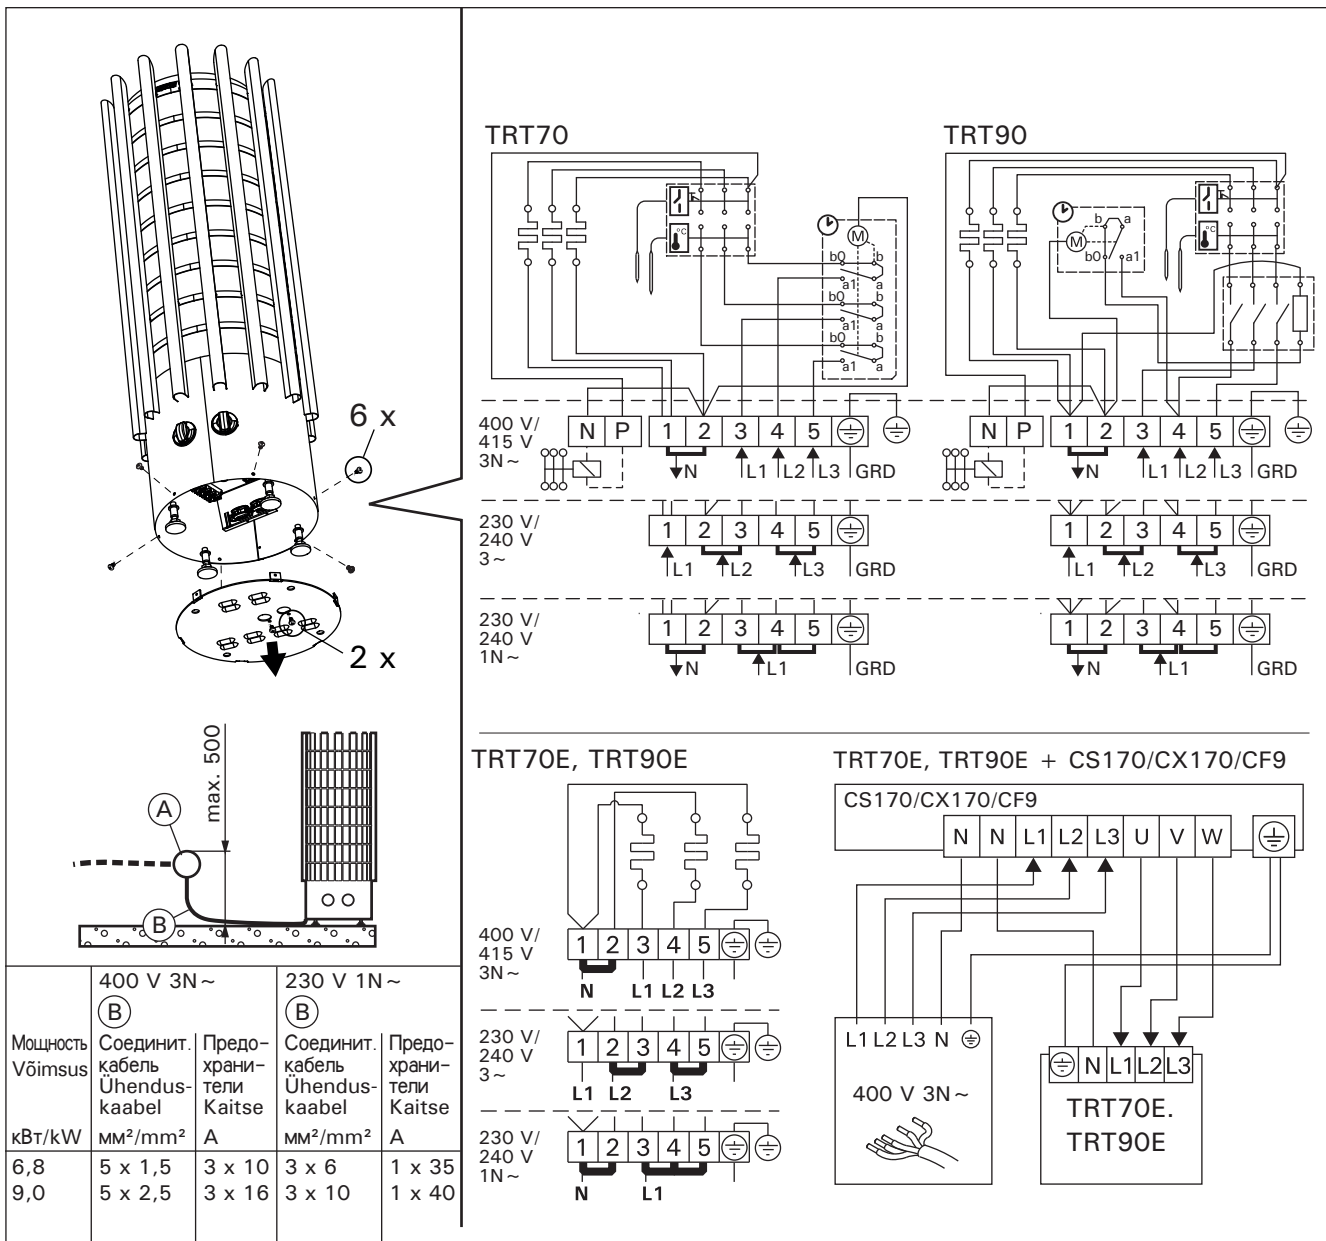 6 x
2 x
max. 500
A
B
400 V 3N~
230 V 1N~
B
B
Мощность
Võimsus
Соединит.
кабель
Ühendus-
kaabel
Предо-
храни-
тели
Kaitse
Соединит.
кабель
Ühendus-
kaabel
Предо-
храни-
тели
Kaitse
кВт/kW
мм²/mm²
A
мм²/mm²
A
6,8 5 x 1,5 3 x 10 3 x 6 1 x 35
9,0 5 x 2,5 3 x 16 3 x 10 1 x 40
TRT70
°C
M
b0 b
a1 a
b0 b
a1 a
b0 b
a1 a
400 V/
415 V
3N~
N P 1 2 3 4 5
N L1 L2 L3 GRD
230 V/
240 V
3~
1 2 3 4 5
L1 L2 L3 GRD
230 V/
240 V
1N~
1 2 3 4 5
N L1 GRD
TRT90
M
b a
b0 a1
°C
N P 1 2 3 4 5
N L1 L2 L3 GRD
1 2 3 4 5
L1 L2 L3 GRD
1 2 3 4 5
N L1 GRD
TRT70E, TRT90E
400 V/
415 V
3N~
1 2 3 4 5
N L1 L2 L3
230 V/
240 V
3~
1 2 3 4 5
L1 L2 L3
230 V/
240 V
1N~
1 2 3 4 5
N L1
TRT70E, TRT90E + CS170/CX170/CF9
CS170/CX170/CF9
N N L1 L2 L3 U V W
L1 L2 L3 N
400 V 3N~
N L1 L2 L3
TRT70E.
TRT90E